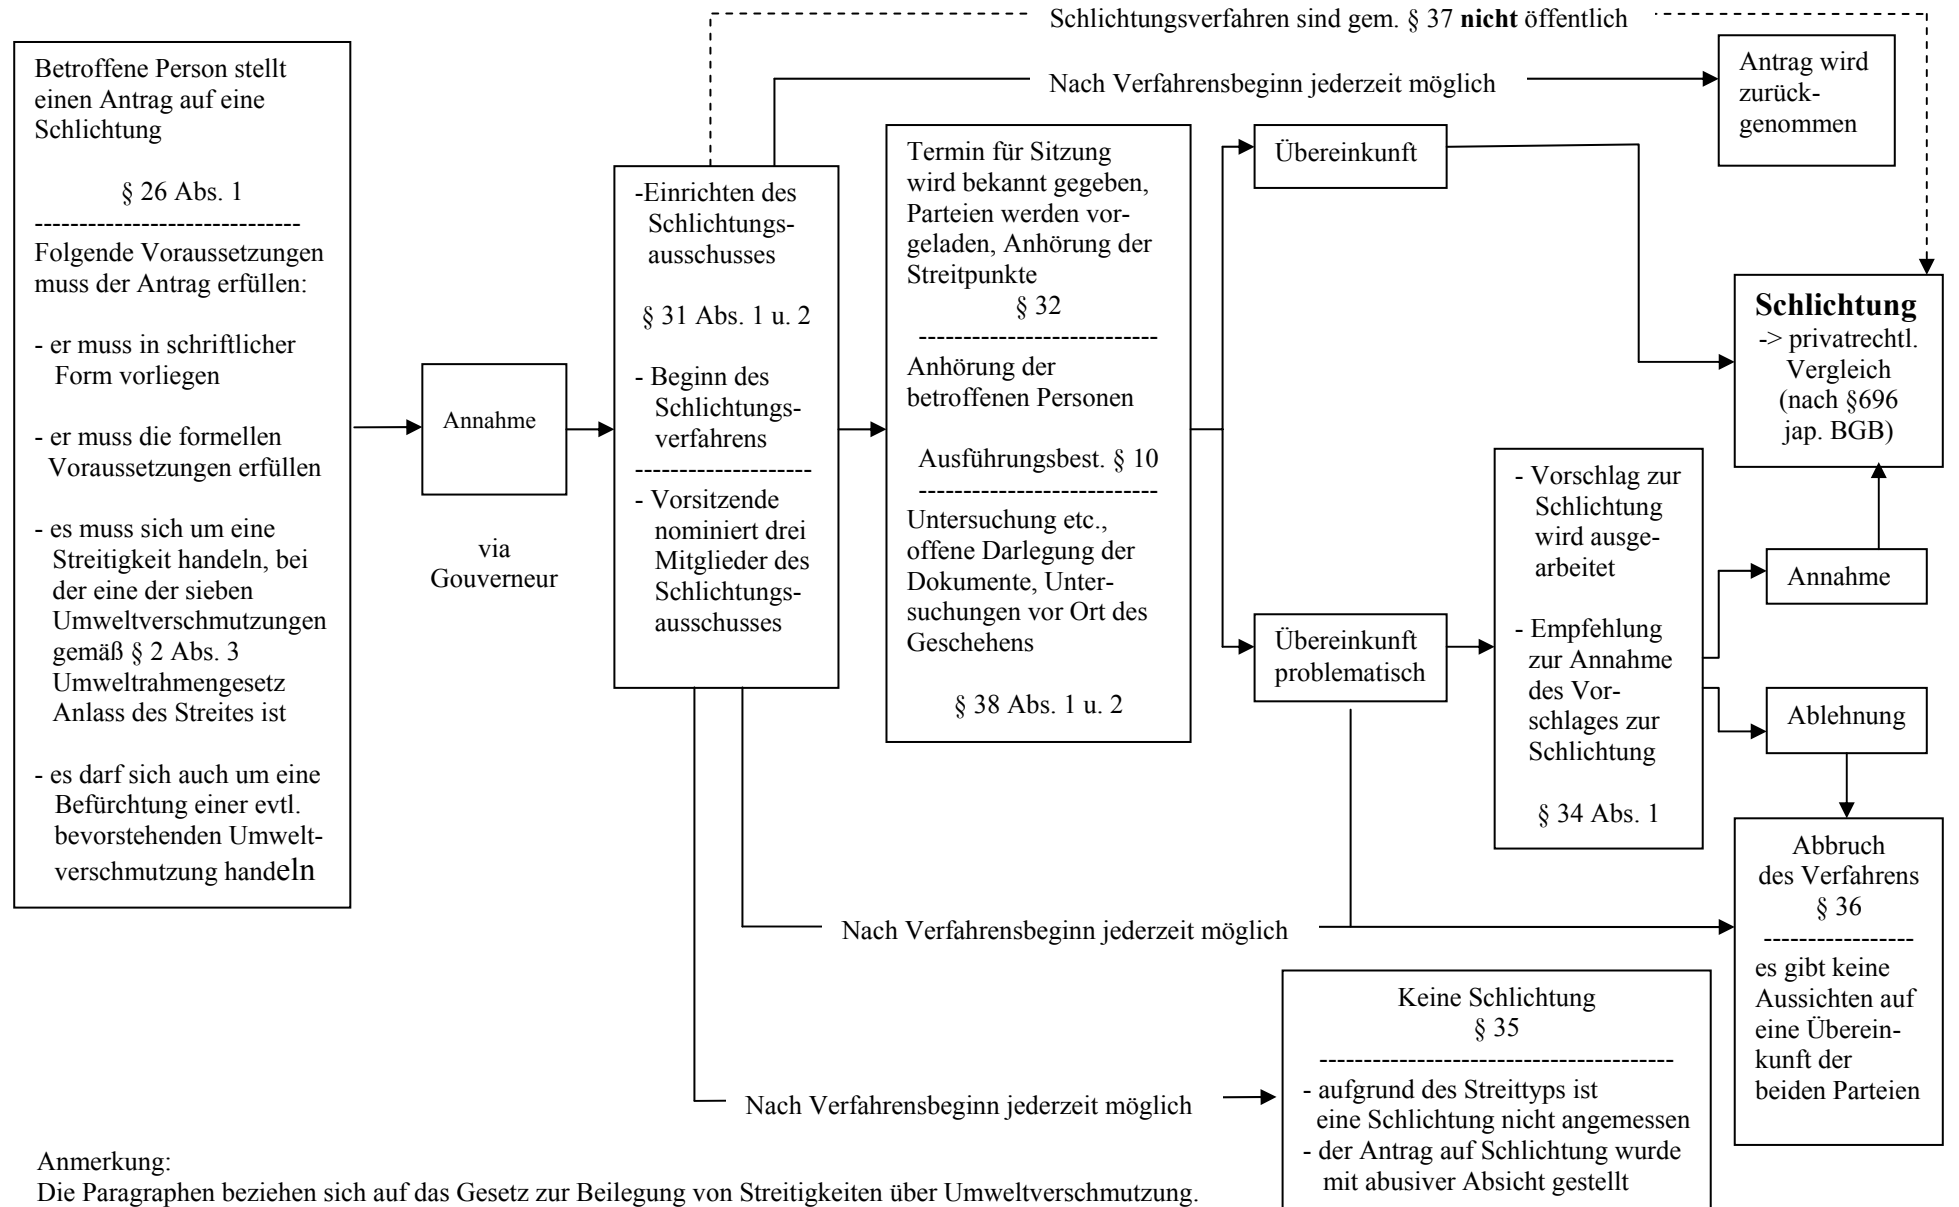 Schlichtungsverfahren sind gem. § 37 nicht öffentlich
Betroffene Person stellt
einen Antrag auf eine
Schlichtung
§ 26 Abs. 1
------------------------------
Folgende Voraussetzungen
muss der Antrag erfüllen:
- er muss in schriftlicher
Form vorliegen
- er muss die formellen
Voraussetzungen erfüllen
- es muss sich um eine
Streitigkeit handeln, bei
der eine der sieben
Umweltverschmutzungen
gemäß § 2 Abs. 3
Umweltrahmengesetz
Anlass des Streites ist
- es darf sich auch um eine
Befürchtung einer evtl.
bevorstehenden Umwelt-
verschmutzung handeln
Annahme
via
Gouverneur
-Einrichten des
Schlichtungs-
ausschusses
§ 31 Abs. 1 u. 2
- Beginn des
Schlichtungs-
verfahrens
--------------------
- Vorsitzende
nominiert drei
Mitglieder des
Schlichtungs-
ausschusses
Nach Verfahrensbeginn jederzeit möglich
Antrag wird
zurück-
genommen
Termin für Sitzung
wird bekannt gegeben,
Parteien werden vor-
geladen, Anhörung der
Streitpunkte
§ 32
---------------------------
Anhörung der
betroffenen Personen
Ausführungsbest. § 10
---------------------------
Untersuchung etc.,
offene Darlegung der
Dokumente, Unter-
suchungen vor Ort des
Geschehens
§ 38 Abs. 1 u. 2
Übereinkunft
Übereinkunft
problematisch
- Vorschlag zur
Schlichtung
wird ausge-
arbeitet
- Empfehlung
zur Annahme
des Vor-
schlages zur
Schlichtung
§ 34 Abs. 1
Schlichtung
-> privatrechtl.
Vergleich
(nach §696
jap. BGB)
Annahme
Ablehnung
Abbruch
des Verfahrens
§ 36
-----------------
es gibt keine
Aussichten auf
eine Überein-
kunft der
beiden Parteien
Nach Verfahrensbeginn jederzeit möglich
Keine Schlichtung
§ 35
----------------------------------------
- aufgrund des Streittyps ist
eine Schlichtung nicht angemessen
- der Antrag auf Schlichtung wurde
mit abusiver Absicht gestellt
Nach Verfahrensbeginn jederzeit möglich
Anmerkung:
Die Paragraphen beziehen sich auf das Gesetz zur Beilegung von Streitigkeiten über Umweltverschmutzung.